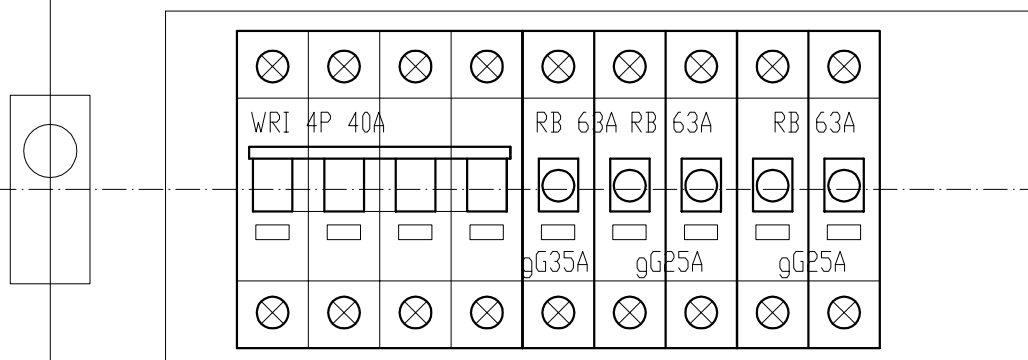 WRI 4P 40A RB 63A RB 63A RB 63A
gG35A gG25A gG25A